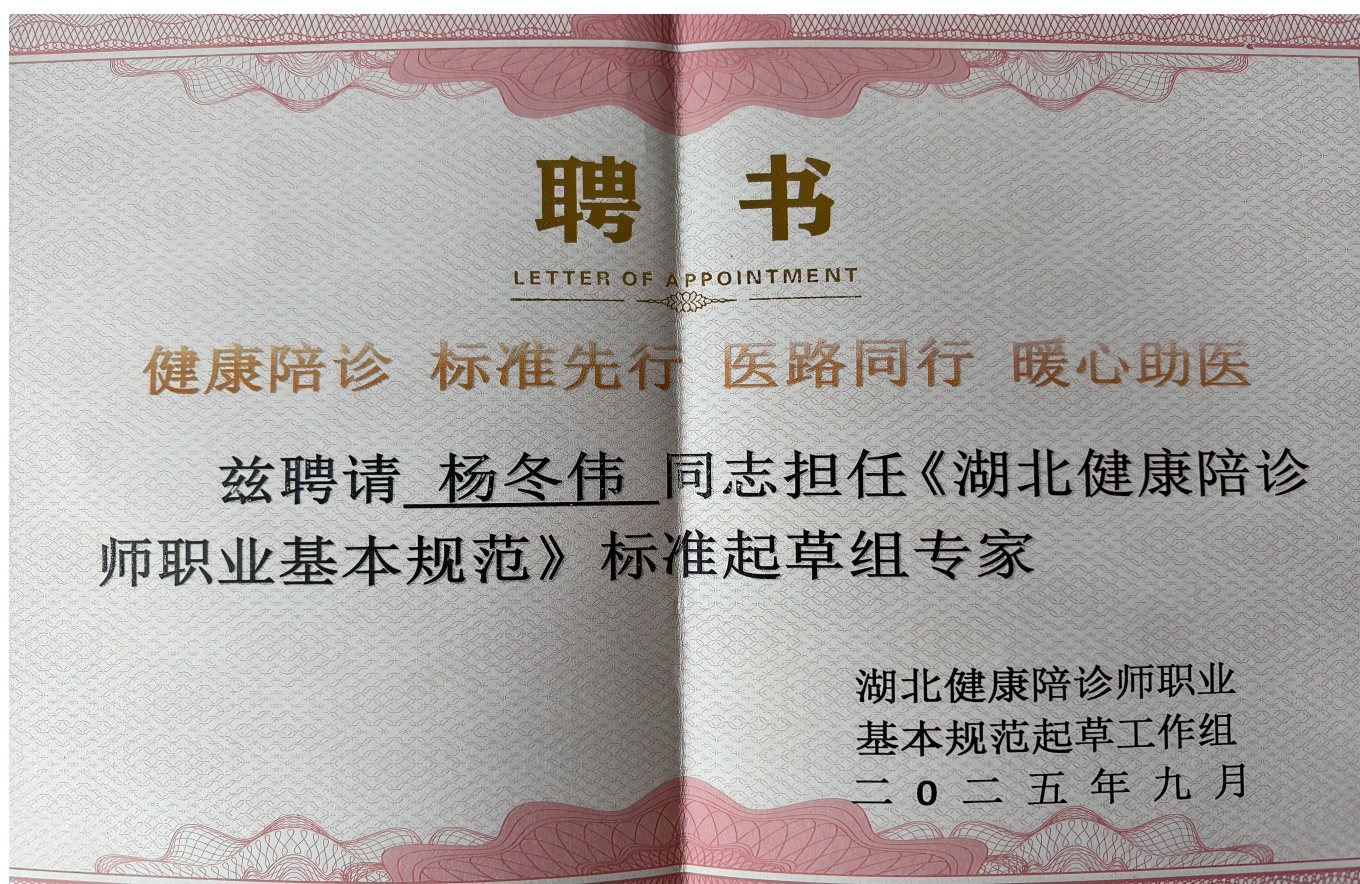 聘 书
LETTER OF APPOINTMENT
健康陪诊 标准先行 医路同行 暖心助医
兹聘请 杨冬伟 同志担任《湖北健康陪诊
师职业基本规范》标准起草组专家
湖北健康陪诊师职业
基本规范起草工作组
二0二五年九月